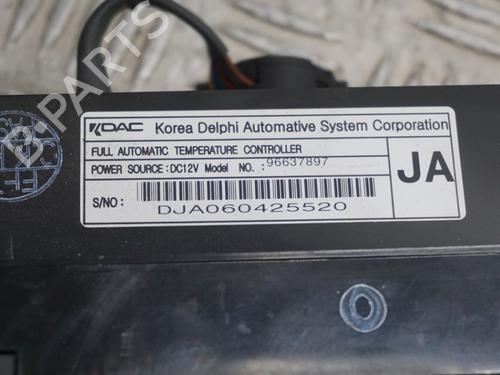 KDAC Korea Delphi Automative System Corporation
FULL AUTOMATIC TEMPERATURE CONTROLLER
POWER SOURCE : DC12V Model NO. : 96637897
JA
S/NO :
DJA060425520
B-PARTS